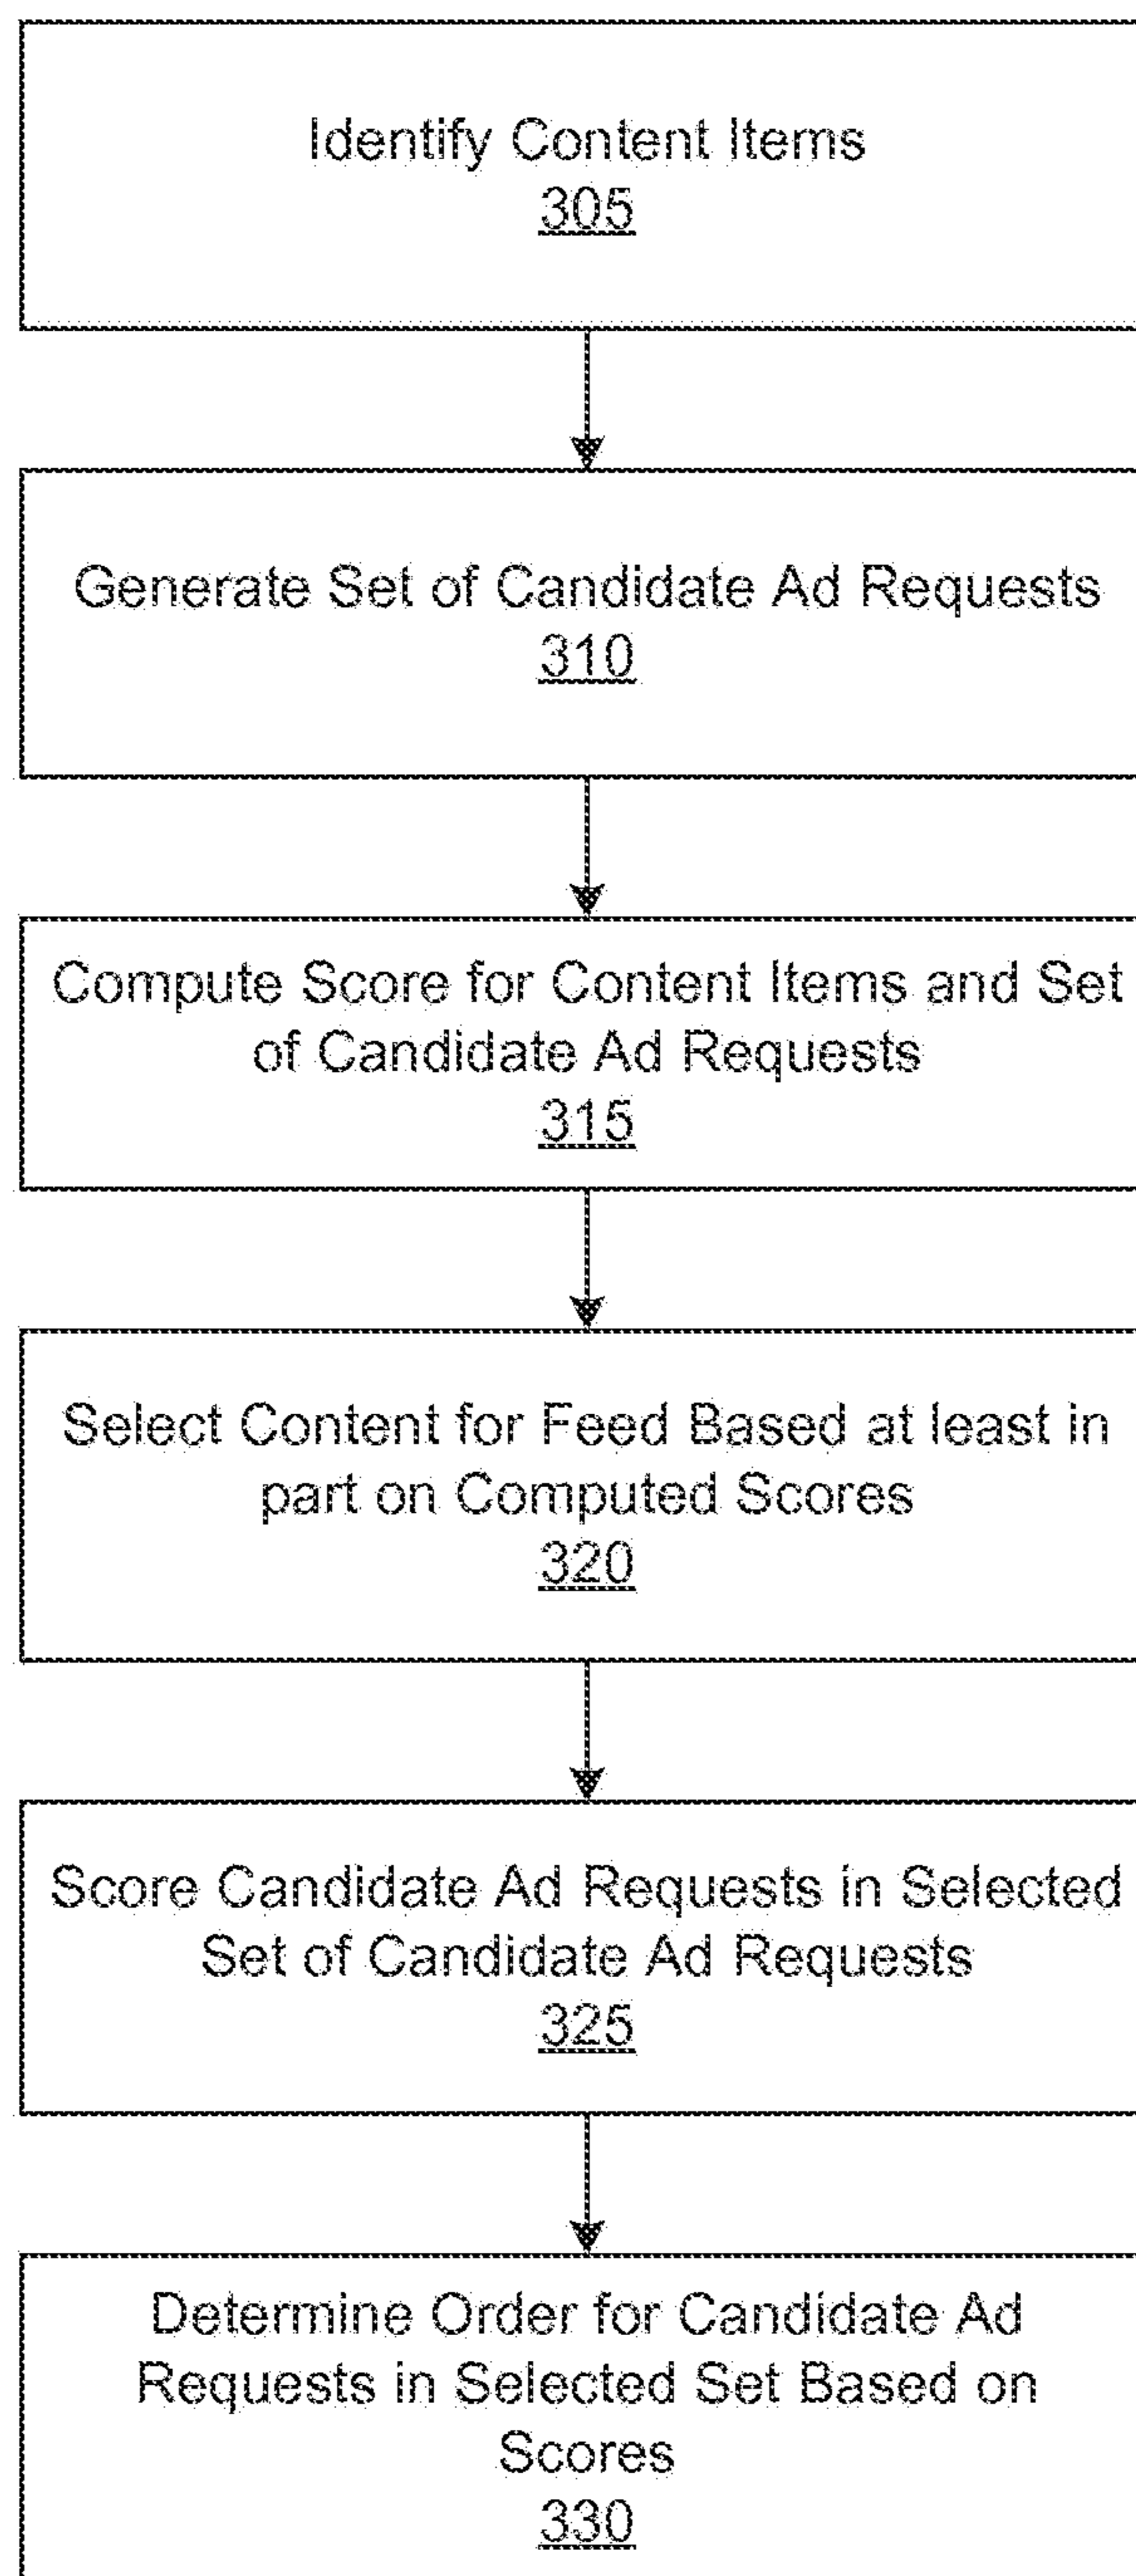 Identify Content Items
305
Generate Set of Candidate Ad Requests
310
Compute Score for Content Items and Set
of Candidate Ad Requests
315
Select Content for Feed Based at least in
part on Computed Scores
320
Score Candidate Ad Requests in Selected
Set of Candidate Ad Requests
325
Determine Order for Candidate Ad
Requests in Selected Set Based on
Scores
330